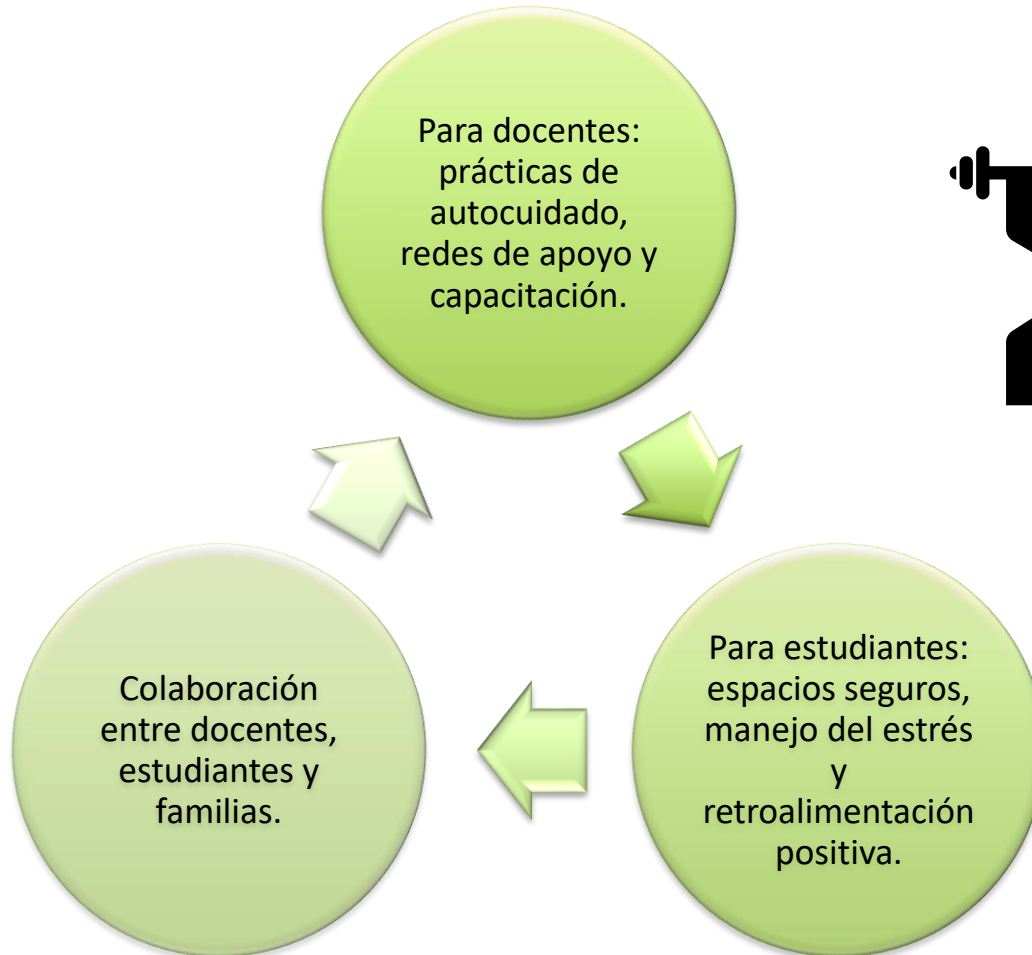 Para docentes:
prácticas de
autocuidado,
redes de apoyo y
capacitación.
Para estudiantes:
espacios seguros,
manejo del estrés
y
retroalimentación
positiva.
Colaboración
entre docentes,
estudiantes y
familias.